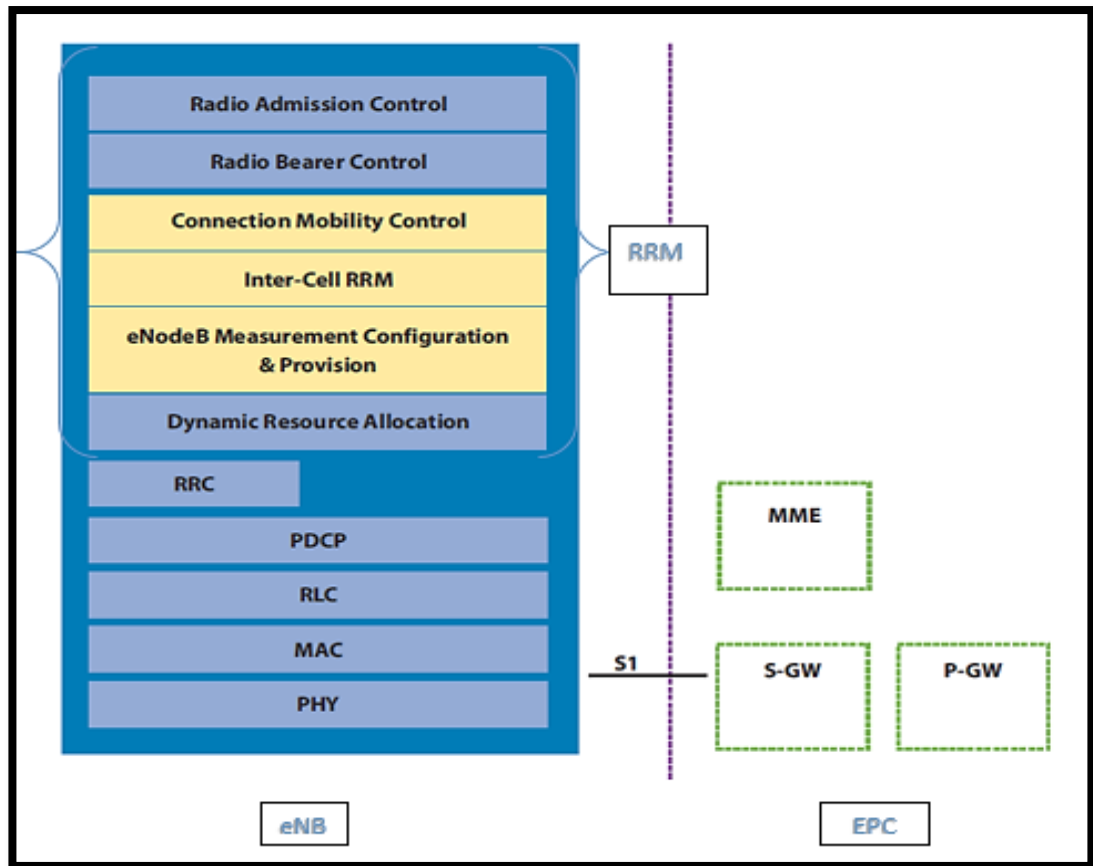 Radio Admission Control
Radio Bearer Control
Connection Mobility Control
Inter-Cell RRM
eNodeB Measurement Configuration
& Provision
Dynamic Resource Allocation
RRC
PDCP
RLC
MAC
PHY
RRM
MME
S1
S-GW
P-GW
eNB
EPC